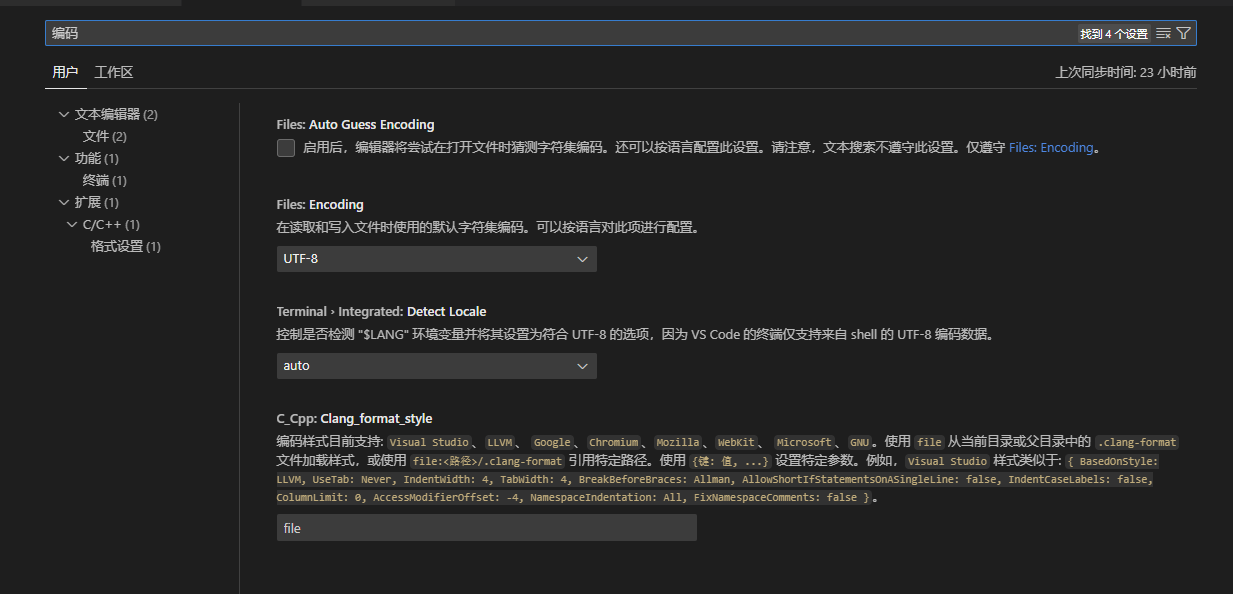 编码
找到 4 个设置
用户 工作区
上次同步时间: 23 小时前
文本编辑器 (2)
文件 (2)
功能 (1)
终端 (1)
扩展 (1)
C/C++ (1)
格式设置 (1)
Files: Auto Guess Encoding
启用后，编辑器将尝试在打开文件时猜测字符集编码。还可以按语言配置此设置。请注意，文本搜索不遵守此设置。仅遵守 Files: Encoding。
Files: Encoding
在读取和写入文件时使用的默认字符集编码。可以按语言对此项进行配置。
UTF-8
Terminal › Integrated: Detect Locale
控制是否检测 "$LANG" 环境变量并将其设置为符合 UTF-8 的选项，因为 VS Code 的终端仅支持来自 shell 的 UTF-8 编码数据。
auto
C_Cpp: Clang_format_style
编码样式目前支持: Visual Studio、 LLVM、 Google、 Chromium、 Mozilla、 WebKit、 Microsoft、 GNU。使用 file 从当前目录或父目录中的 .clang-format
文件加载样式，或使用 file:<路径>/.clang-format 引用特定路径。使用 {键: 值, ...} 设置特定参数。例如，Visual Studio 样式类似于: { BasedOnStyle:
LLVM, UseTab: Never, IndentWidth: 4, TabWidth: 4, BreakBeforeBraces: Allman, AllowShortIfStatementsOnASingleLine: false, IndentCaseLabels: false,
ColumnLimit: 0, AccessModifierOffset: -4, NamespaceIndentation: All, FixNamespaceComments: false }。
file